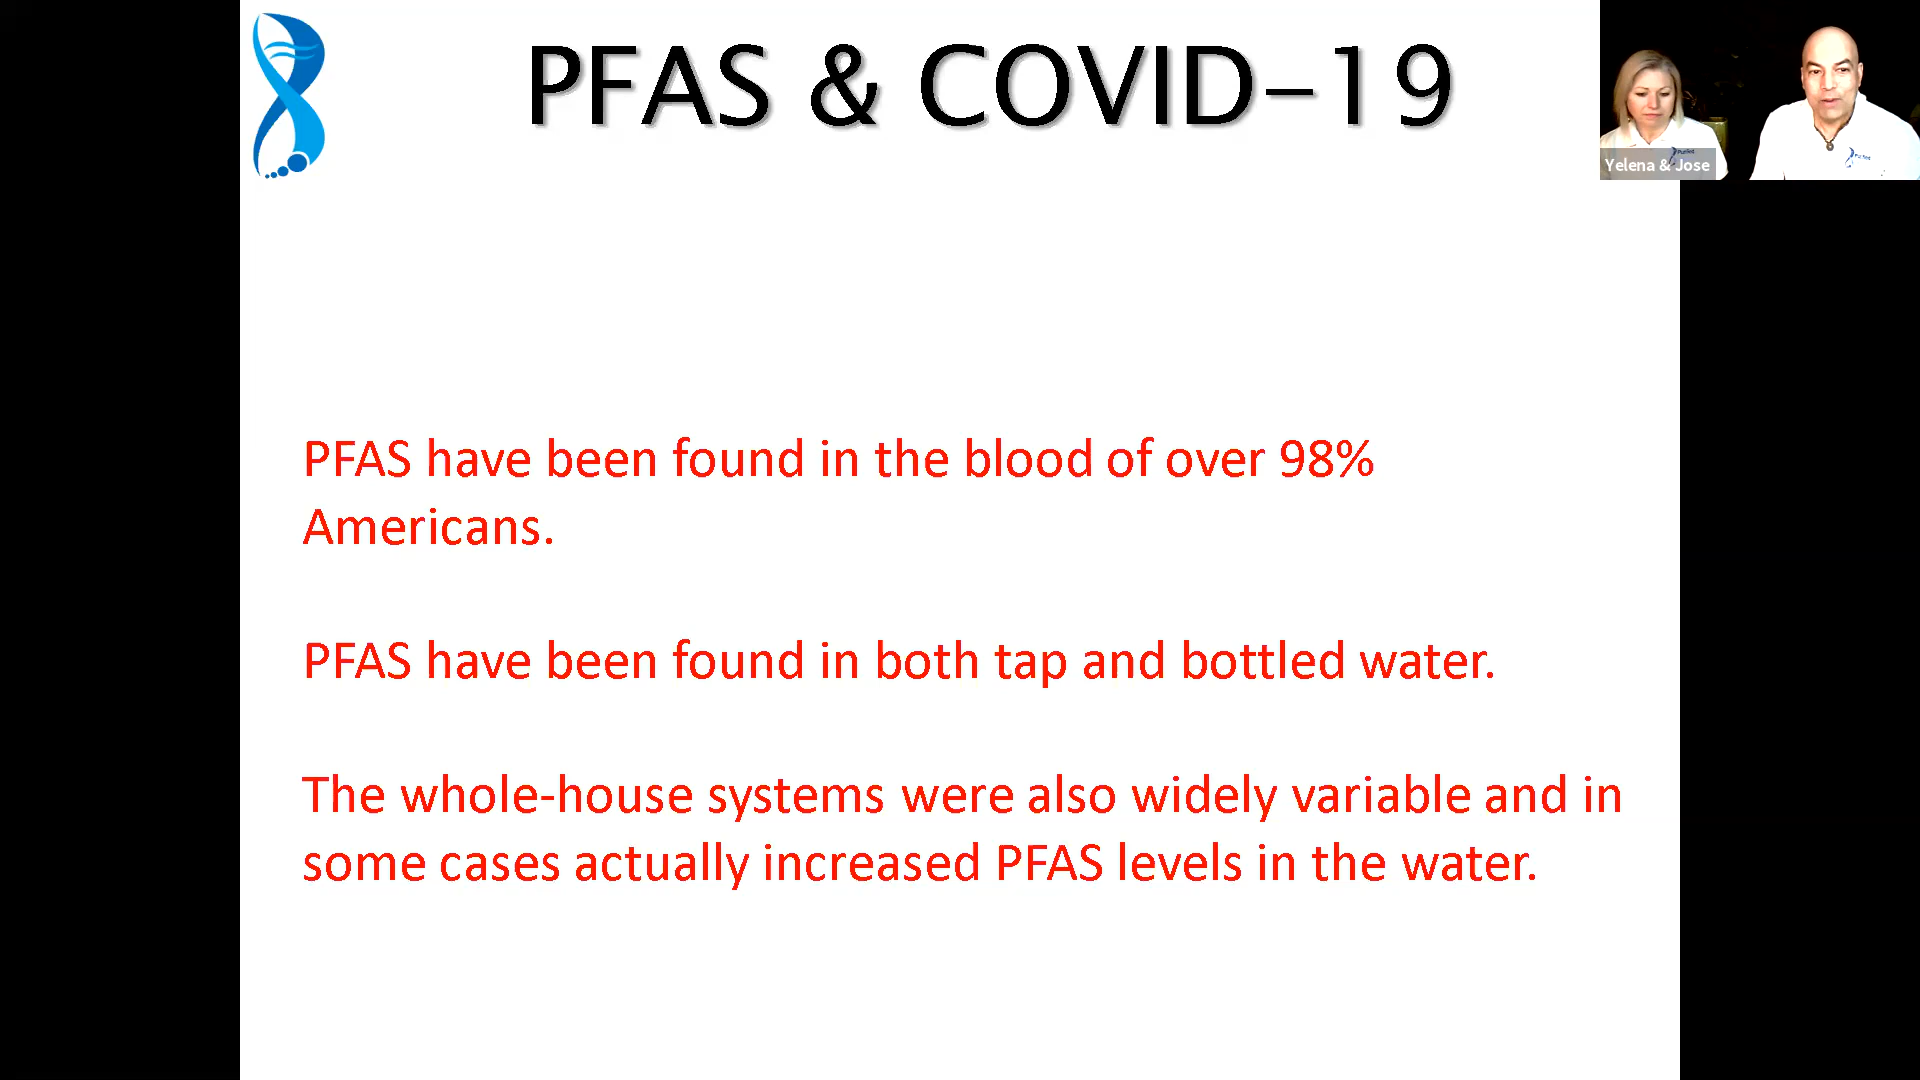 PFAS & COVID-19
Yelena & Jose
PFAS have been found in the blood of over 98%
Americans.
PFAS have been found in both tap and bottled water.
The whole-house systems were also widely variable and in
some cases actually increased PFAS levels in the water.